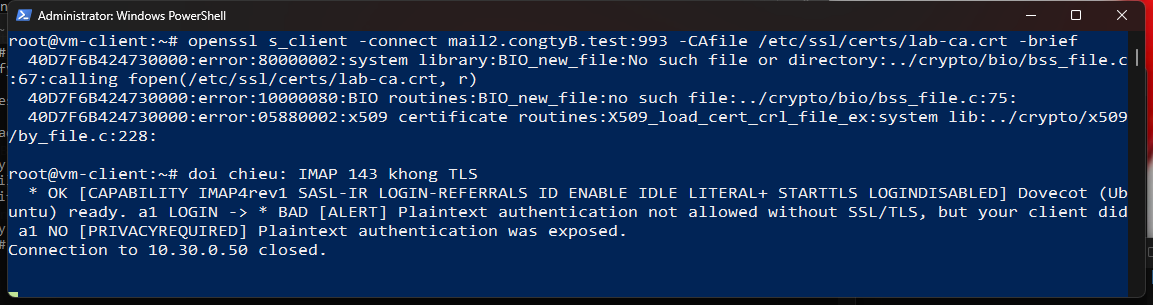 Administrator: Windows PowerShell
root@vm-client:~# openssl s_client -connect mail2.congtyB.test:993 -CAfile /etc/ssl/certs/lab-ca.crt -brief
  40D7F6B424730000:error:80000002:system library:BIO_new_file:No such file or directory:../crypto/bio/bss_file.c
:67:calling fopen(/etc/ssl/certs/lab-ca.crt, r)
  40D7F6B424730000:error:10000080:BIO routines:BIO_new_file:no such file:../crypto/bio/bss_file.c:75:
  40D7F6B424730000:error:05880002:x509 certificate routines:X509_load_cert_crl_file_ex:system lib:../crypto/x509
/by_file.c:228:
root@vm-client:~# doi chieu: IMAP 143 khong TLS
  * OK [CAPABILITY IMAP4rev1 SASL-IR LOGIN-REFERRALS ID ENABLE IDLE LITERAL+ STARTTLS LOGINDISABLED] Dovecot (Ub
untu) ready. a1 LOGIN -> * BAD [ALERT] Plaintext authentication not allowed without SSL/TLS, but your client did
 a1 NO [PRIVACYREQUIRED] Plaintext authentication was exposed.
Connection to 10.30.0.50 closed.